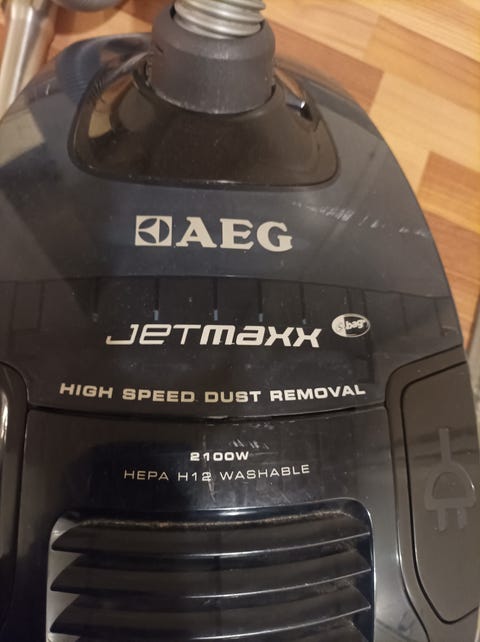 AEG
JETMAXX
s-bag
HIGH SPEED DUST REMOVAL
2100W
HEPA H12 WASHABLE